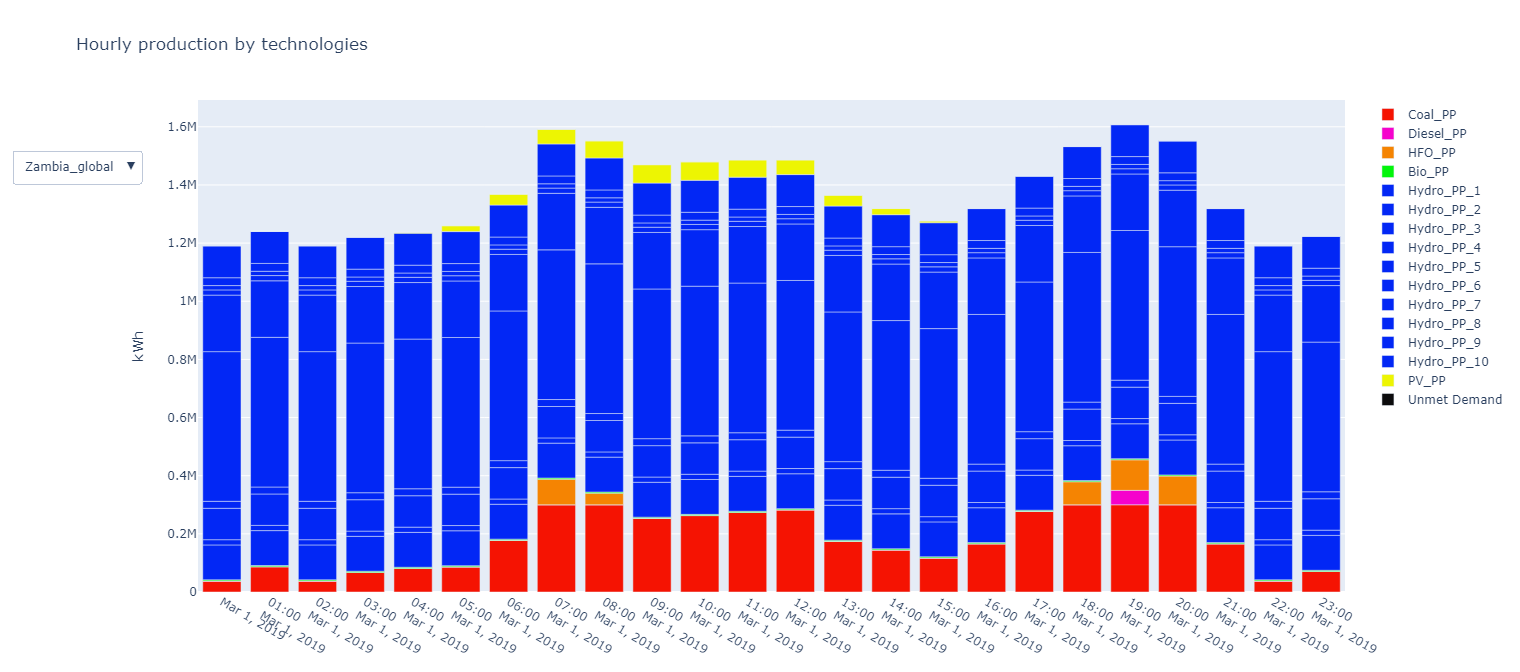 Hourly production by technologies
Zambia_global ▼
kWh
1.6M
1.4M
1.2M
1M
0.8M
0.6M
0.4M
0.2M
0
Mar 1, 2019
01:00
Mar 1, 2019
02:00
Mar 1, 2019
03:00
Mar 1, 2019
04:00
Mar 1, 2019
05:00
Mar 1, 2019
06:00
Mar 1, 2019
07:00
Mar 1, 2019
08:00
Mar 1, 2019
09:00
Mar 1, 2019
10:00
Mar 1, 2019
11:00
Mar 1, 2019
12:00
Mar 1, 2019
13:00
Mar 1, 2019
14:00
Mar 1, 2019
15:00
Mar 1, 2019
16:00
Mar 1, 2019
17:00
Mar 1, 2019
18:00
Mar 1, 2019
19:00
Mar 1, 2019
20:00
Mar 1, 2019
21:00
Mar 1, 2019
22:00
Mar 1, 2019
23:00
Mar 1, 2019
Coal_PP
Diesel_PP
HFO_PP
Bio_PP
Hydro_PP_1
Hydro_PP_2
Hydro_PP_3
Hydro_PP_4
Hydro_PP_5
Hydro_PP_6
Hydro_PP_7
Hydro_PP_8
Hydro_PP_9
Hydro_PP_10
PV_PP
Unmet Demand